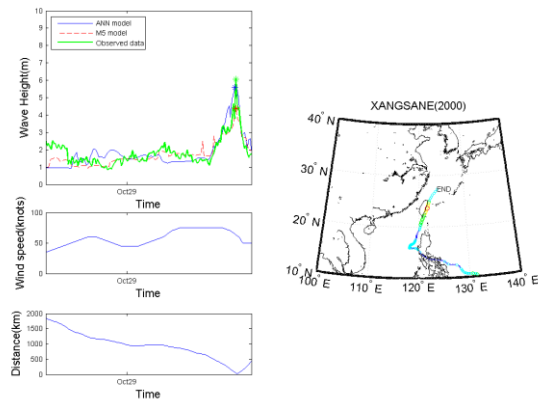 ANN model
M5 model
Observed data
Wave Height(m)
10
9
8
7
6
5
4
3
2
1
0
Oct29
Time
Wind speed(knots)
100
50
0
Oct29
Time
Distance(km)
2000
1500
1000
500
0
Oct29
Time
XANGSANE(2000)
40° N
30° N
20° N
10° N
100° E
110° E
120° E
130° E
140° E
END